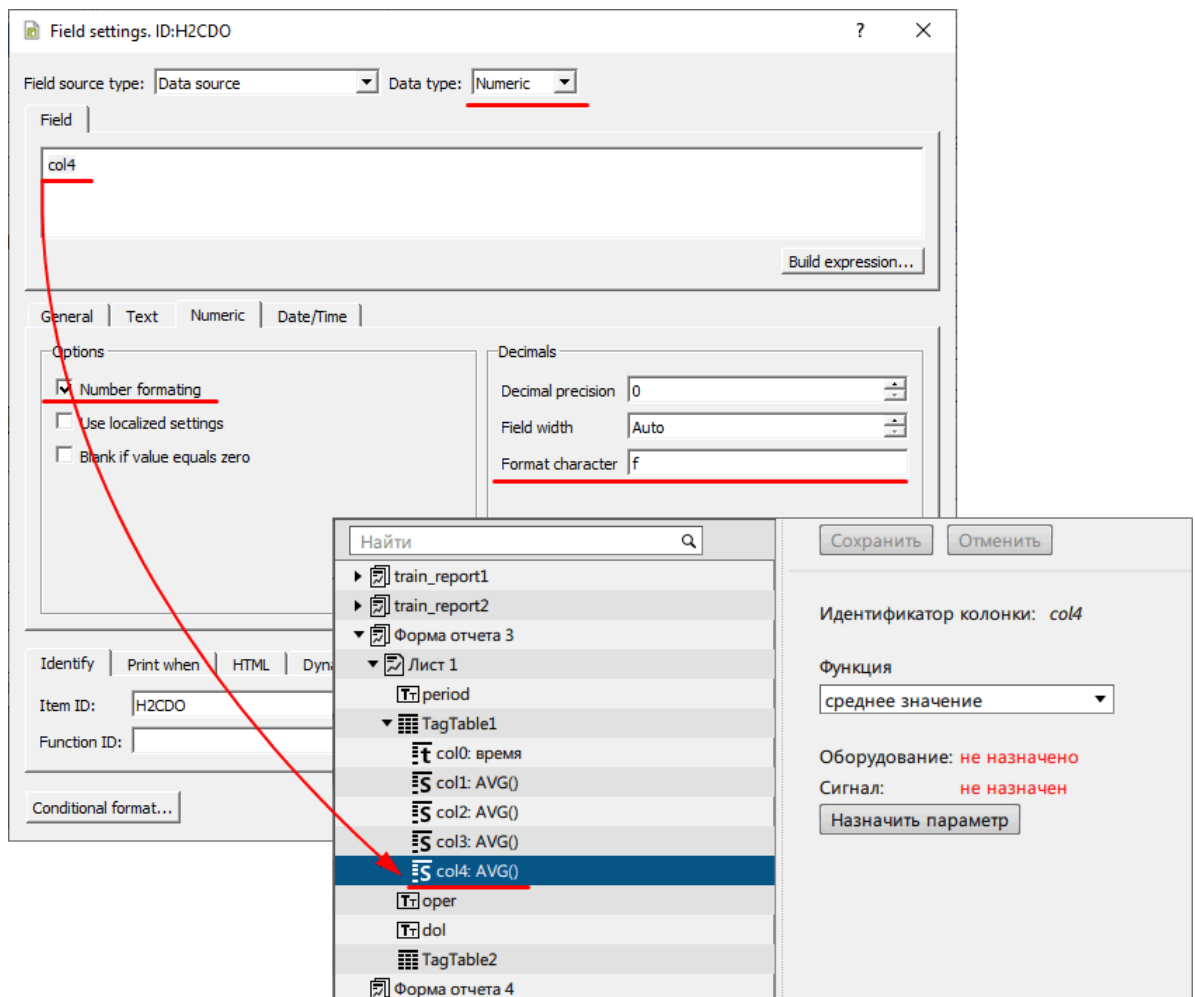 Field settings. ID:H2CDO
?
Field source type: Data source Data type: Numeric
Field
col4
Build expression...
General Text Numeric Date/Time
Options
Number formating
Use localized settings
Blank if value equals zero
Decimals
Decimal precision 0
Field width Auto
Format character f
Identify Print when HTML
Item ID: H2CDO
Function ID:
Conditional format...
Найти
train_report1
train_report2
Форма отчета 3
Лист 1
period
TagTable1
col0: время
col1: AVG()
col2: AVG()
col3: AVG()
col4: AVG()
oper
dol
TagTable2
Форма отчета 4
Сохранить Отменить
Идентификатор колонки: col4
Функция
среднее значение
Оборудование: не назначено
Сигнал: не назначен
Назначить параметр